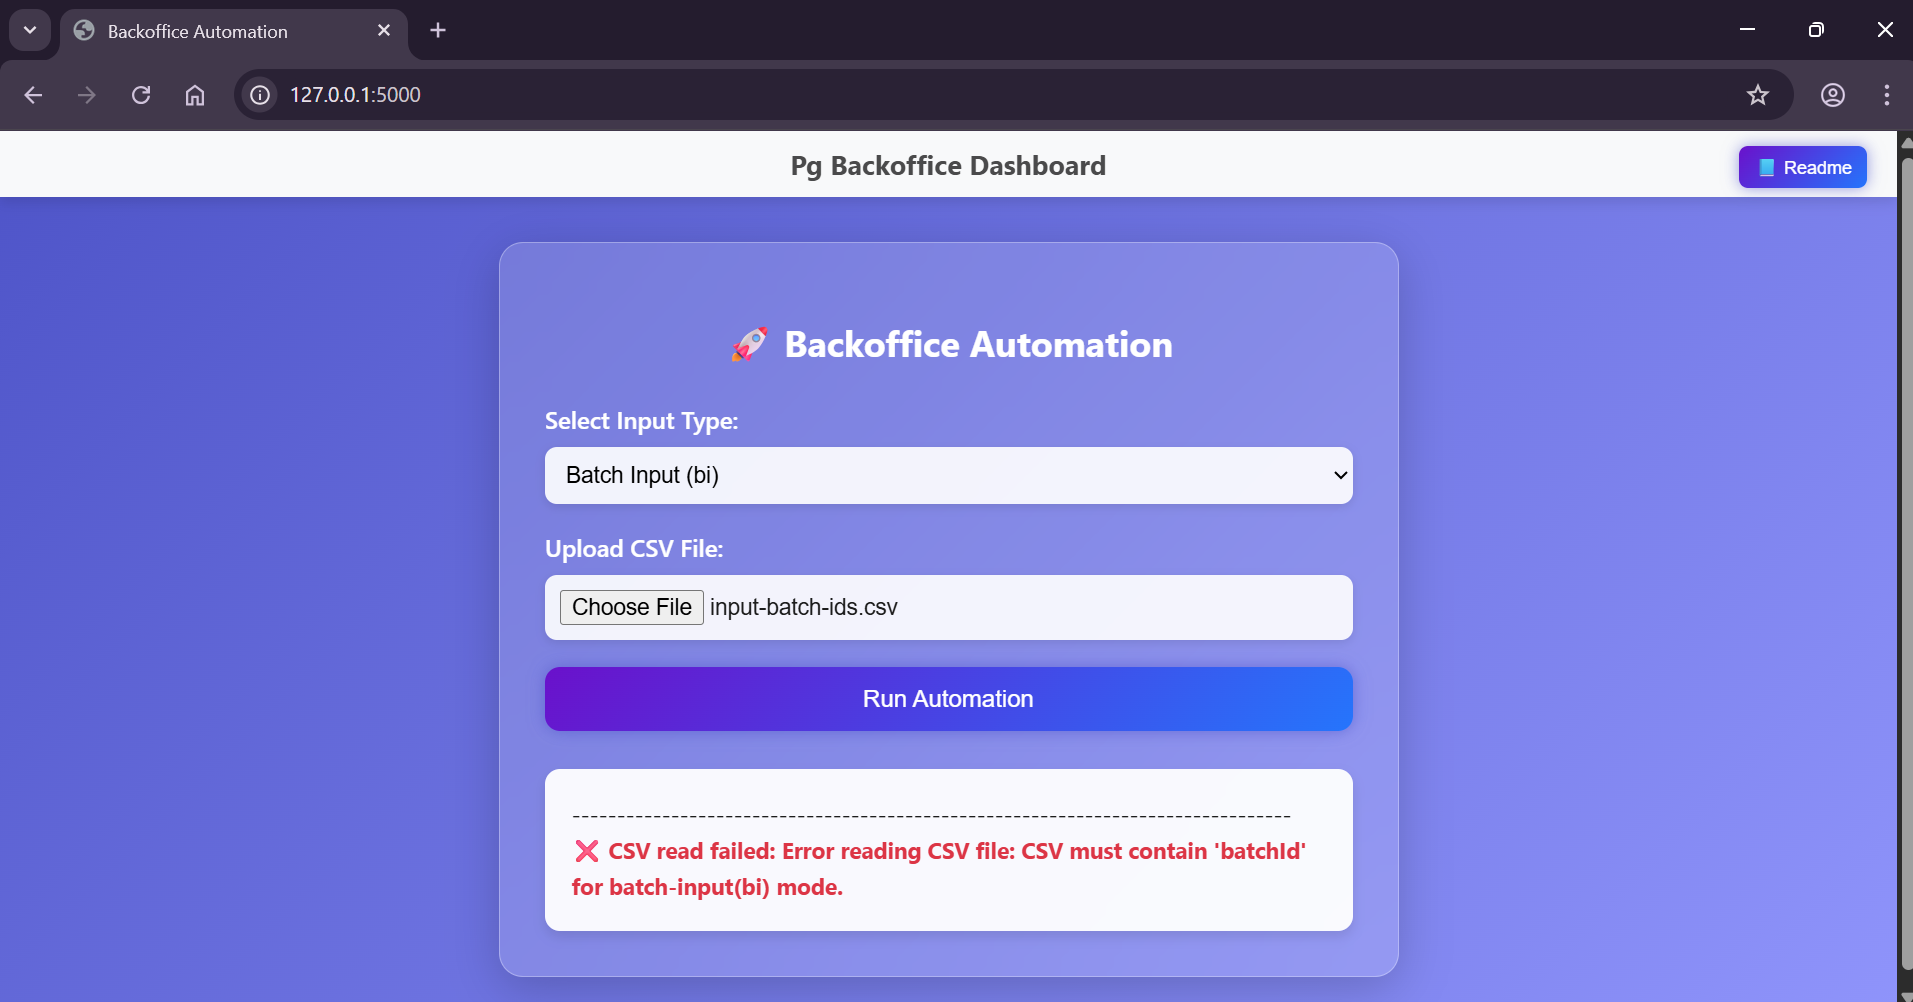 Backoffice Automation
127.0.0.1:5000
Pg Backoffice Dashboard
📘 Readme
🚀 Backoffice Automation
Select Input Type:
Batch Input (bi)
Upload CSV File:
Choose File input-batch-ids.csv
Run Automation
--------------------------------------------------------------------------------
❌ CSV read failed: Error reading CSV file: CSV must contain 'batchId'
for batch-input(bi) mode.